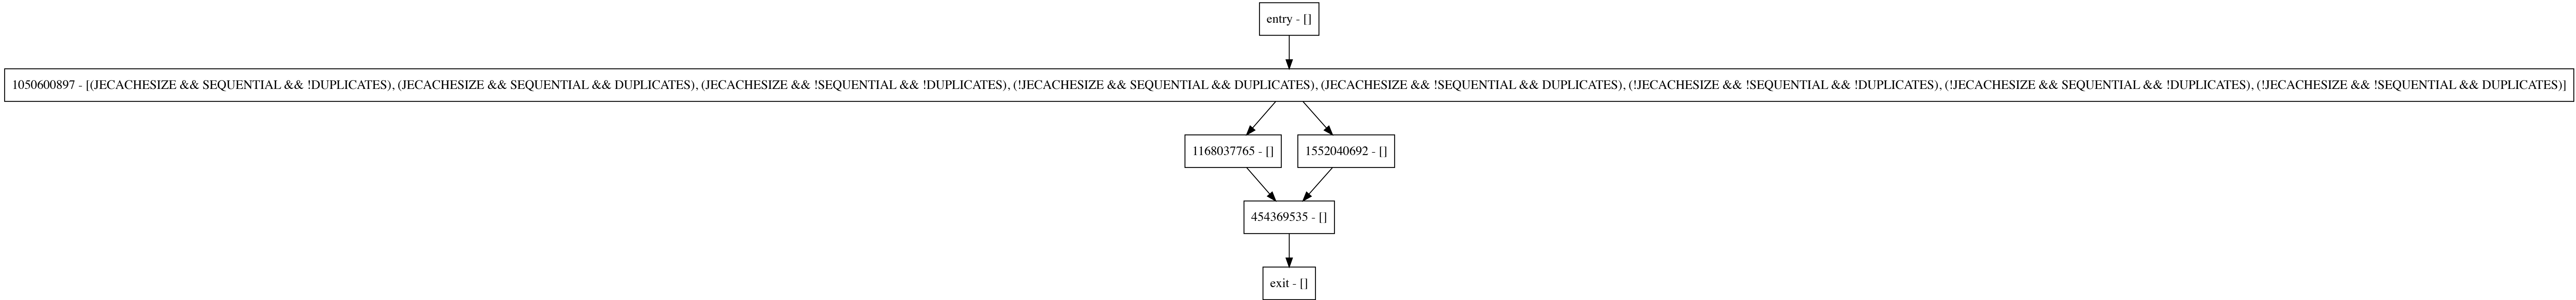 entry - []
1050600897 - [(JECACHESIZE && SEQUENTIAL && !DUPLICATES), (JECACHESIZE && SEQUENTIAL && DUPLICATES), (JECACHESIZE && !SEQUENTIAL && !DUPLICATES), (!JECACHESIZE && SEQUENTIAL && DUPLICATES), (JECACHESIZE && !SEQUENTIAL && DUPLICATES), (!JECACHESIZE && !SEQUENTIAL && !DUPLICATES), (!JECACHESIZE && SEQUENTIAL && !DUPLICATES), (!JECACHESIZE && !SEQUENTIAL && DUPLICATES)]
1168037765 - []
1552040692 - []
454369535 - []
exit - []